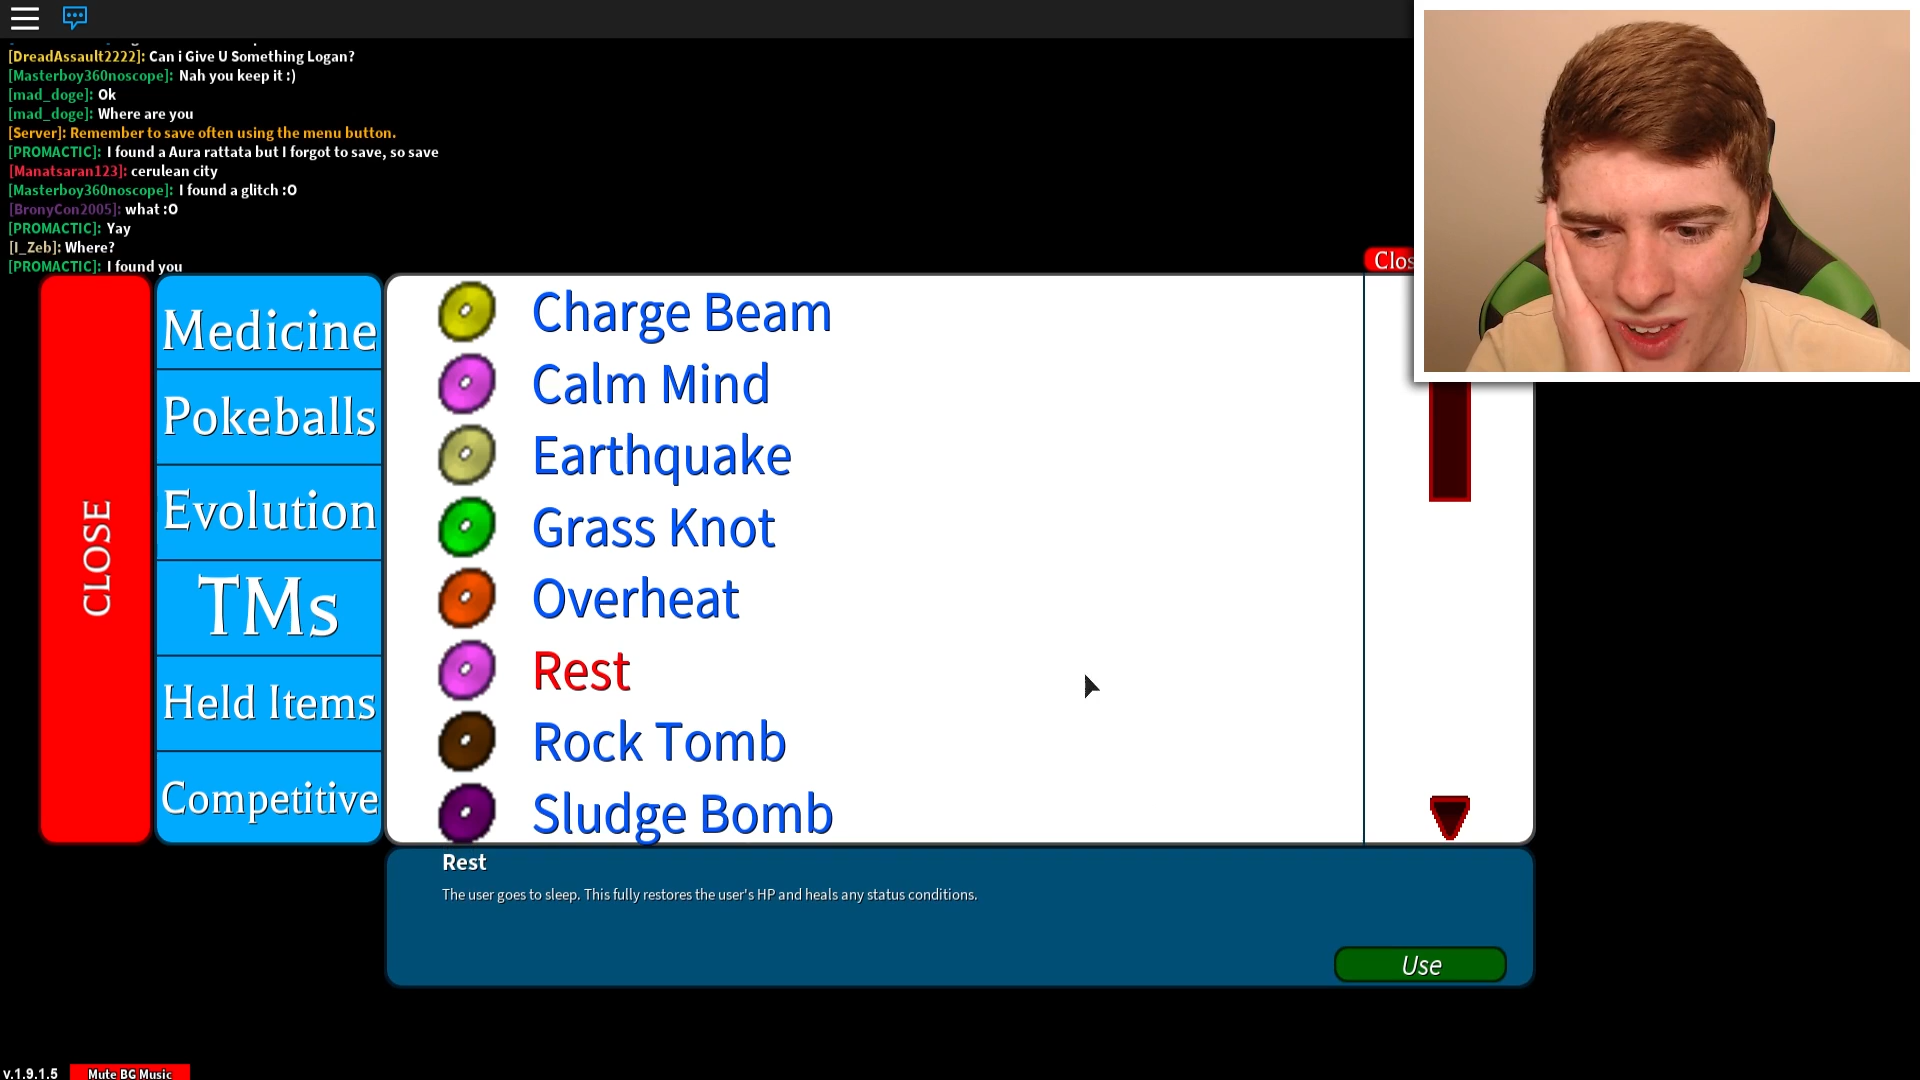 [DreadAssault2222]: Can i Give U Something Logan?
[Masterboy360noscope]: Nah you keep it :)
[mad_doge]: Ok
[mad_doge]: Where are you
[Server]: Remember to save often using the menu button.
[PROMACTIC]: I found a Aura rattata but I forgot to save, so save
[Manatsaran123]: cerulean city
[Masterboy360noscope]: I found a glitch :O
[BronyCon2005]: what :O
[PROMACTIC]: Yay
[I_Zeb]: Where?
[PROMACTIC]: I found you
CLOSE
Medicine
Pokeballs
Evolution
TMs
Held Items
Competitive
Charge Beam
Calm Mind
Earthquake
Grass Knot
Overheat
Rest
Rock Tomb
Sludge Bomb
Rest
The user goes to sleep. This fully restores the user's HP and heals any status conditions.
Use
v.1.9.1.5
Mute BG Music